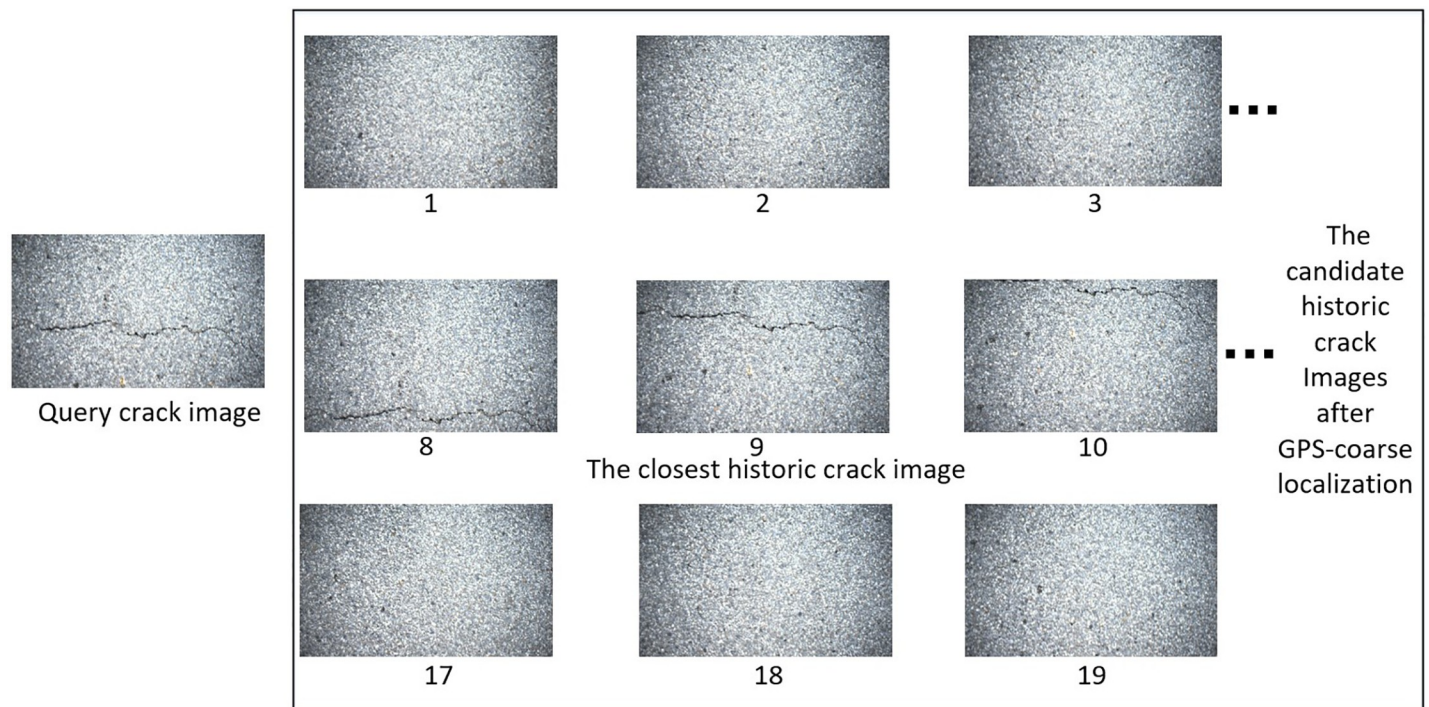 1
2
3
...
Query crack image
8
9
10
...
The closest historic crack image
The
candidate
historic
crack
Images
after
GPS-coarse
localization
17
18
19